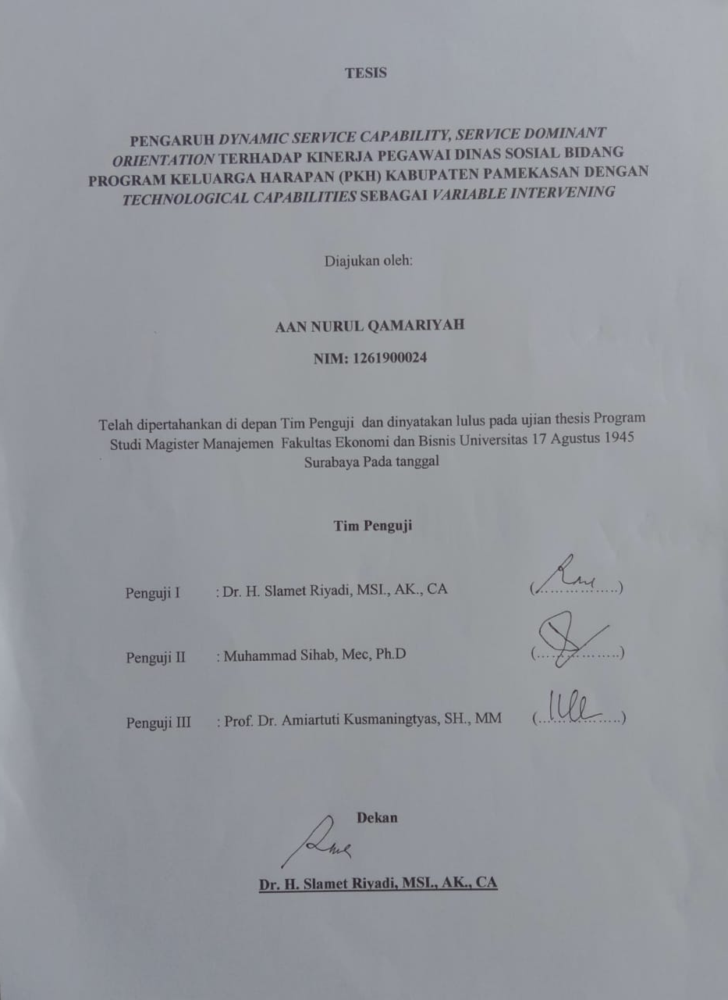 TESIS
PENGARUH DYNAMIC SERVICE CAPABILITY, SERVICE DOMINANT
ORIENTATION TERHADAP KINERJA PEGAWAI DINAS SOSIAL BIDANG
PROGRAM KELUARGA HARAPAN (PKH) KABUPATEN PAMEKASAN DENGAN
TECHNOLOGICAL CAPABILITIES SEBAGAI VARIABLE INTERVENING
Diajukan oleh:
AAN NURUL QAMARIYAH
NIM: 1261900024
Telah dipertahankan di depan Tim Penguji dan dinyatakan lulus pada ujian thesis Program
Studi Magister Manajemen Fakultas Ekonomi dan Bisnis Universitas 17 Agustus 1945
Surabaya Pada tanggal
Tim Penguji
Penguji I : Dr. H. Slamet Riyadi, MSI., AK., CA (..................)
Penguji II : Muhammad Sihab, Mec, Ph.D (..................)
Penguji III : Prof. Dr. Amiartuti Kusmaningtyas, SH., MM (..................)
Dekan
Dr. H. Slamet Riyadi, MSI., AK., CA